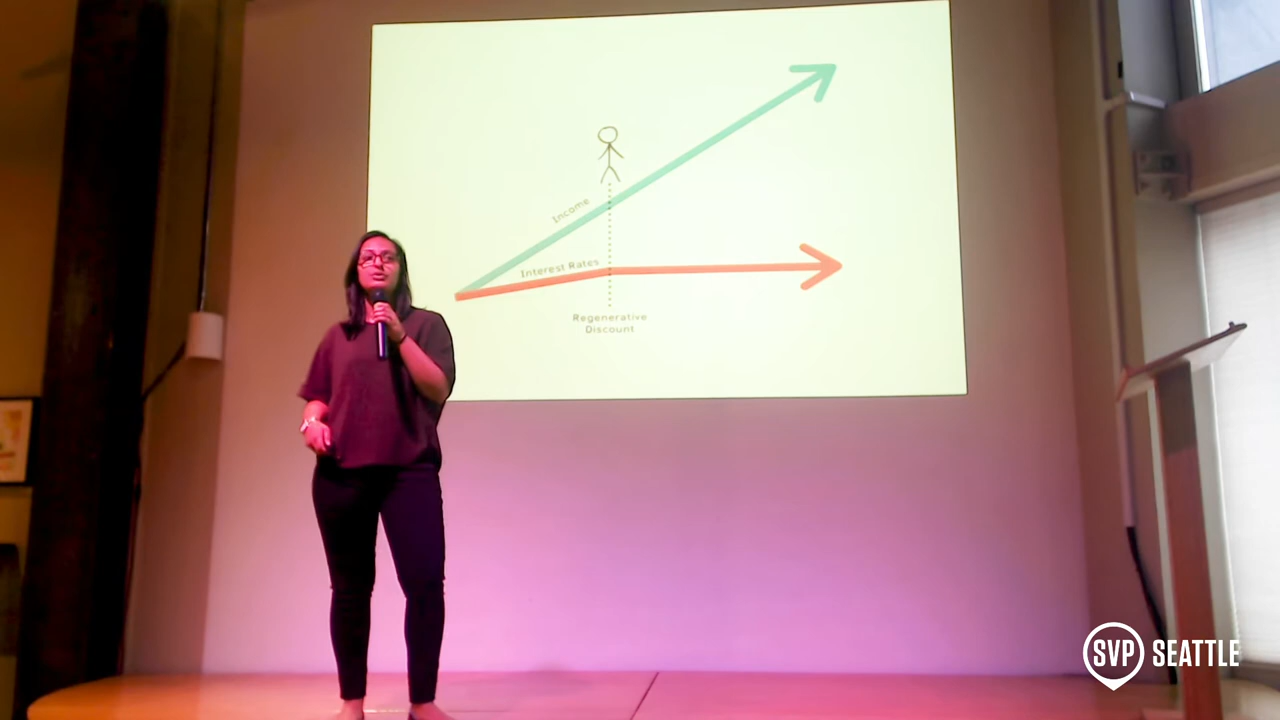 Income
Interest Rates
Regenerative
Discount
SVP SEATTLE